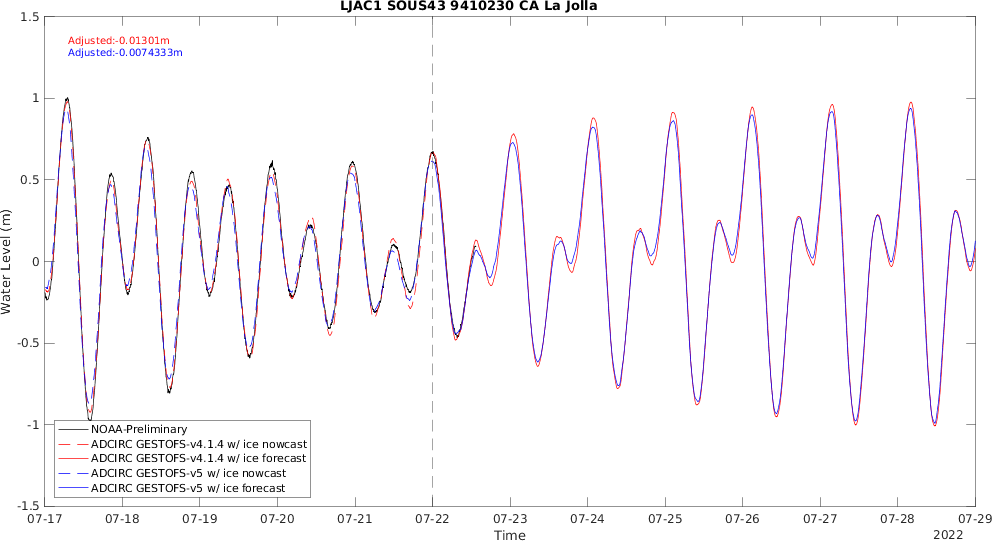 LJAC1 SOUS43 9410230 CA La Jolla
1.5
Adjusted:-0.01301m
Adjusted:-0.0074333m
1
0.5
0
-0.5
-1
-1.5
Water Level (m)
NOAA-Preliminary
ADCIRC GESTOFS-v4.1.4 w/ ice nowcast
ADCIRC GESTOFS-v4.1.4 w/ ice forecast
ADCIRC GESTOFS-v5 w/ ice nowcast
ADCIRC GESTOFS-v5 w/ ice forecast
07-17 07-18 07-19 07-20 07-21 07-22 07-23 07-24 07-25 07-26 07-27 07-28 07-29
Time
2022